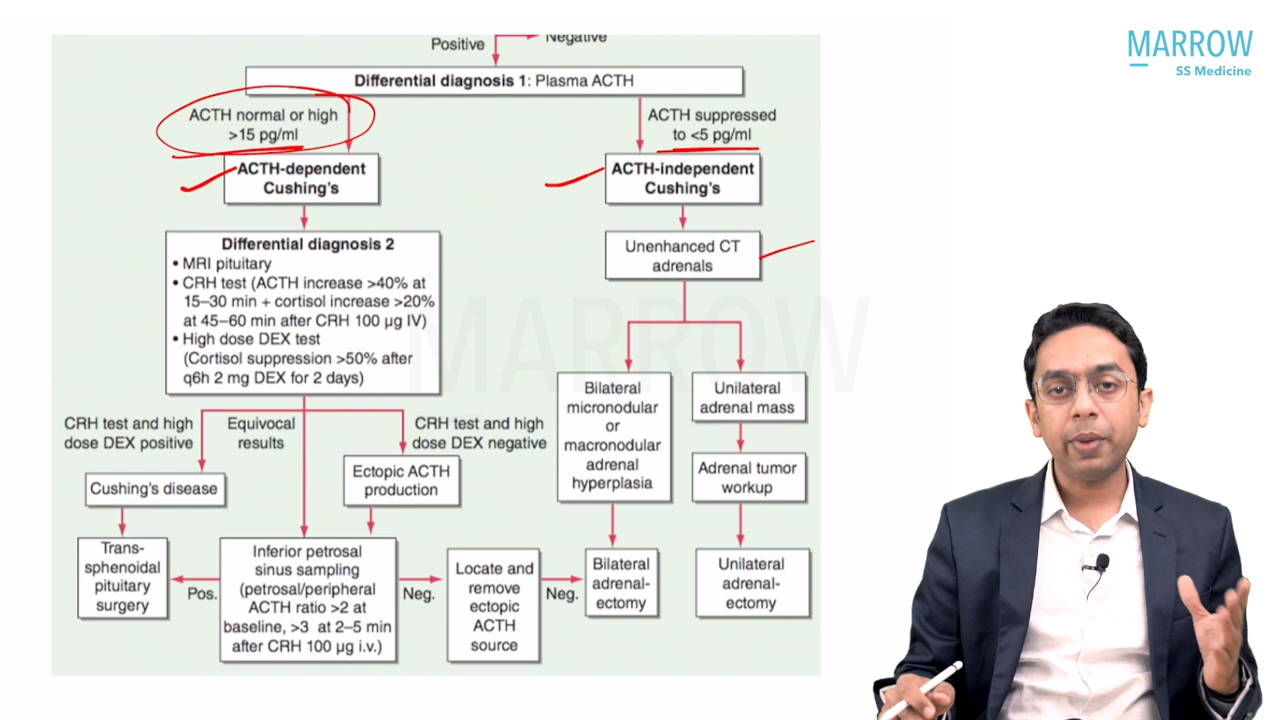 MARROW
SS Medicine
Positive
Negative
Differential diagnosis 1: Plasma ACTH
ACTH normal or high
>15 pg/ml
ACTH suppressed
to <5 pg/ml
ACTH-dependent
Cushing's
ACTH-independent
Cushing's
Differential diagnosis 2
• MRI pituitary
• CRH test (ACTH increase >40% at
15–30 min + cortisol increase >20%
at 45–60 min after CRH 100 μg IV)
• High dose DEX test
(Cortisol suppression >50% after
q6h 2 mg DEX for 2 days)
Unenhanced CT
adrenals
MARROW
CRH test and high
dose DEX positive
Equivocal
results
CRH test and high
dose DEX negative
Bilateral
micronodular
or
macronodular
adrenal
hyperplasia
Unilateral
adrenal mass
Cushing's disease
Ectopic ACTH
production
Adrenal tumor
workup
Trans-
sphenoidal
pituitary
surgery
Pos.
Inferior petrosal
sinus sampling
(petrosal/peripheral
ACTH ratio >2 at
baseline, >3 at 2–5 min
after CRH 100 μg i.v.)
Neg.
Locate and
remove
ectopic
ACTH
source
Neg.
Bilateral
adrenal-
ectomy
Unilateral
adrenal-
ectomy